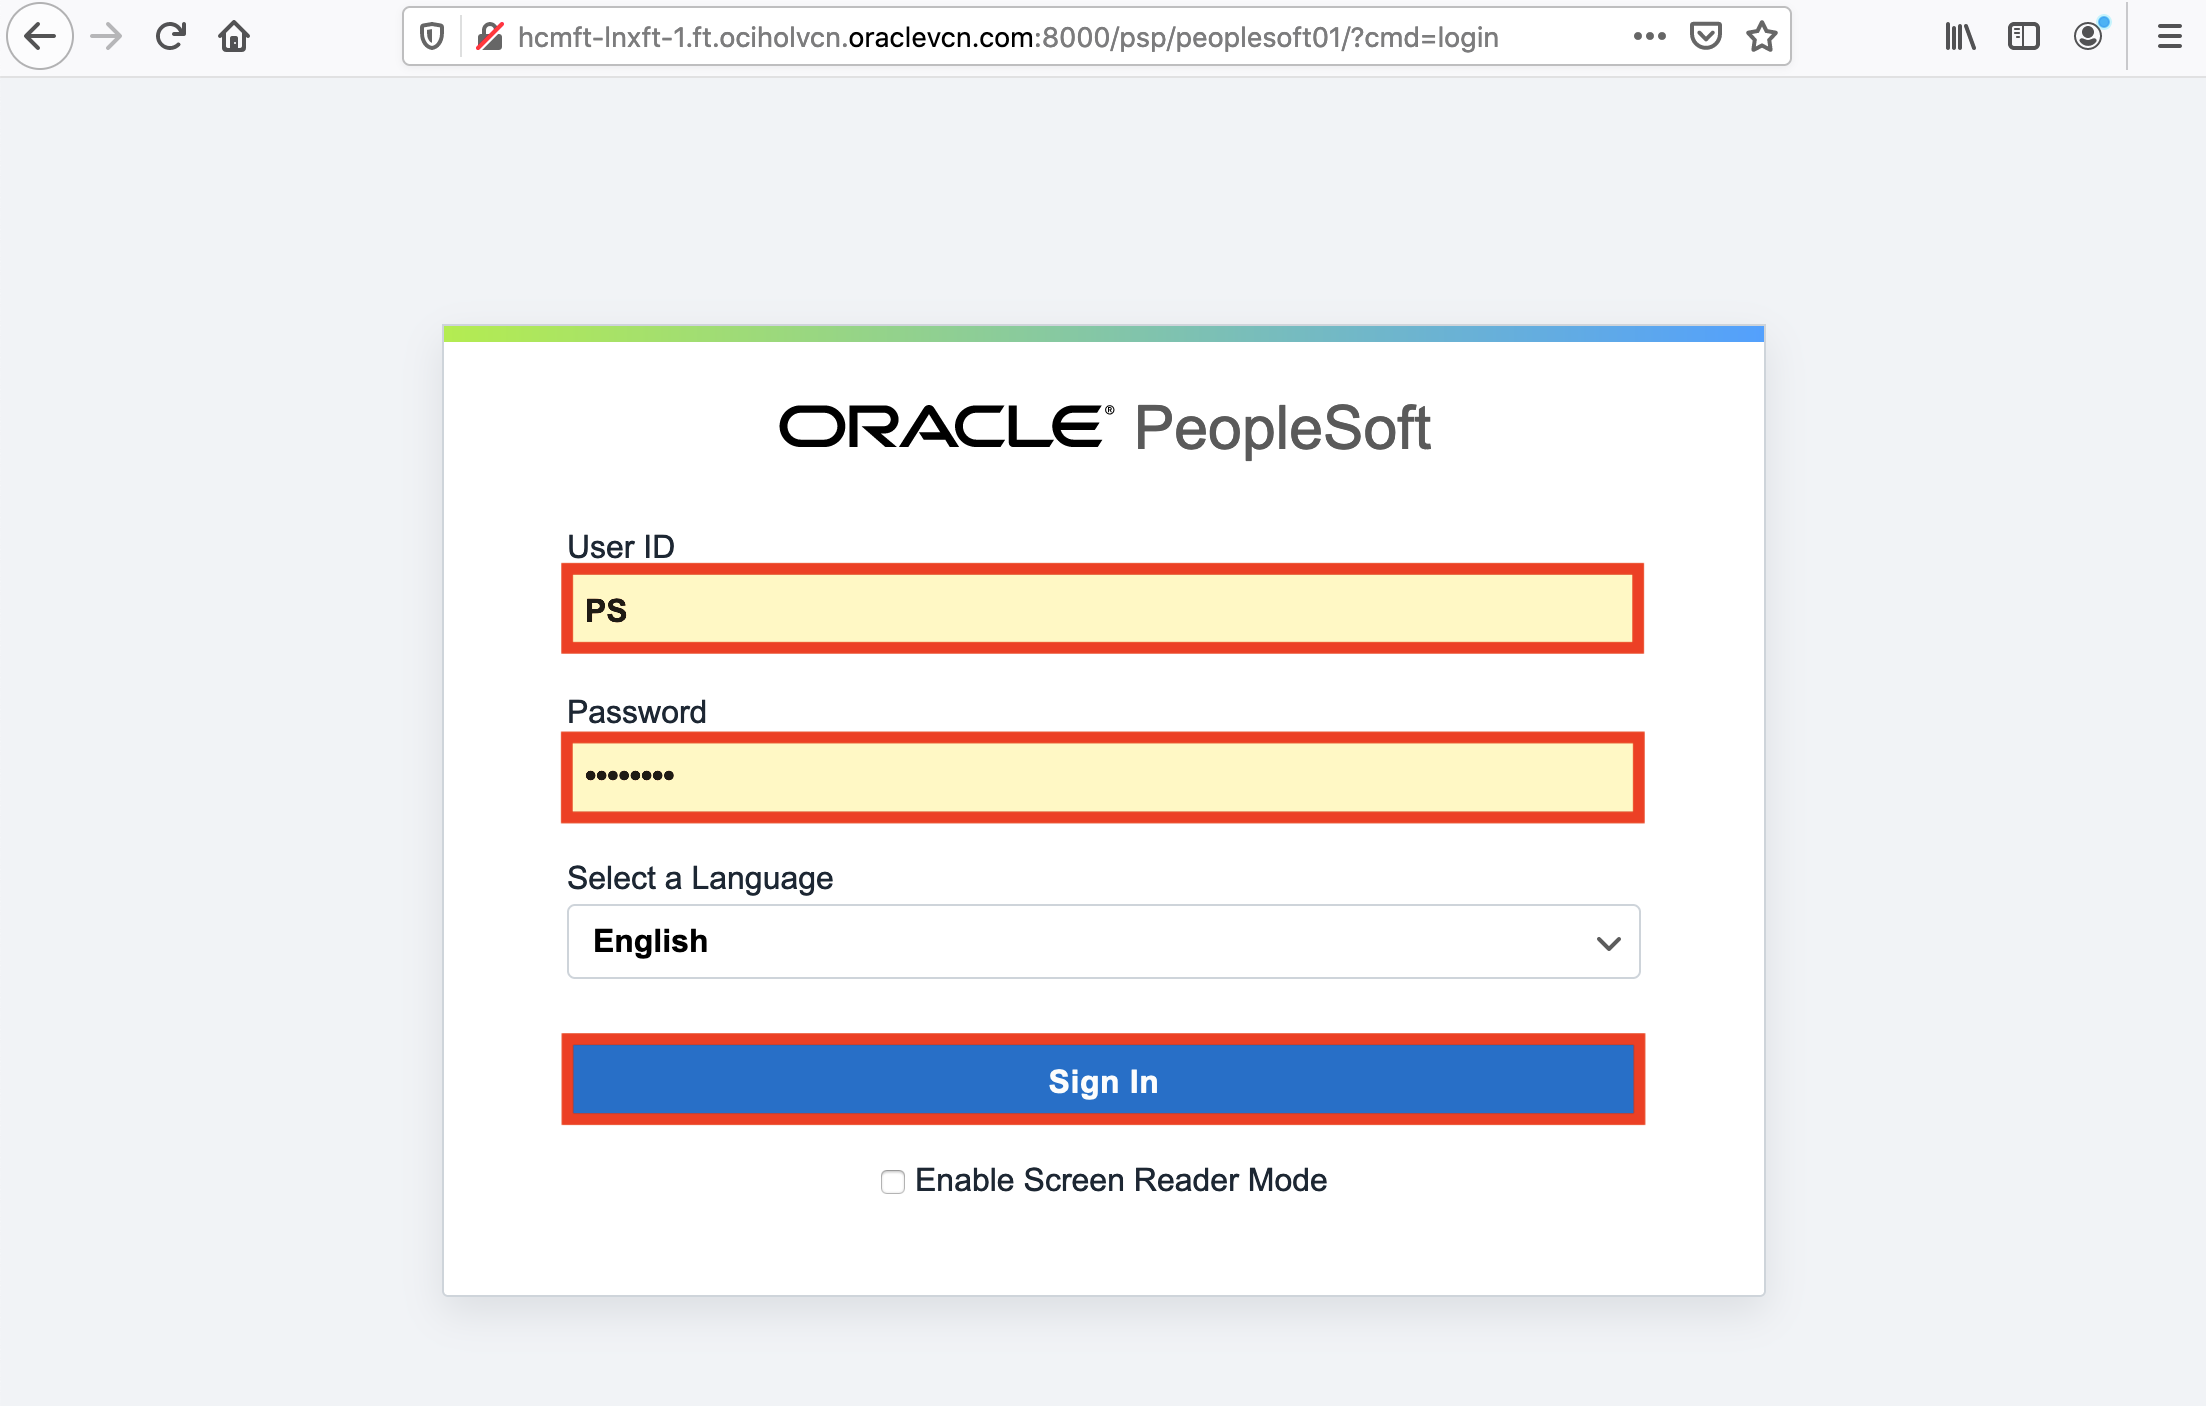 hcmft-lnxft-1.ft.ociholvcn.oraclevcn.com:8000/psp/peoplesoft01/?cmd=login
ORACLE® PeopleSoft
User ID
PS
Password
••••••••
Select a Language
English
Sign In
Enable Screen Reader Mode